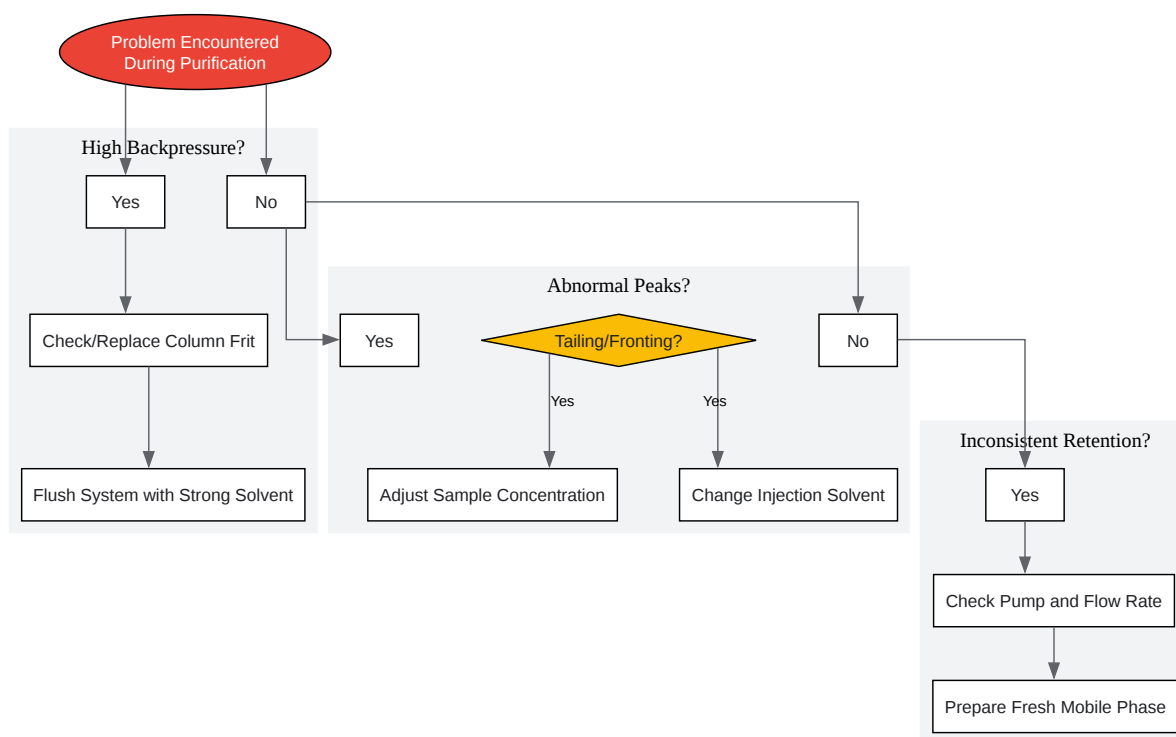 Problem Encountered
During Purification
High Backpressure?
Yes
No
Abnormal Peaks?
Check/Replace Column Frit
Yes
Tailing/Fronting?
No
Yes
Yes
Inconsistent Retention?
Flush System with Strong Solvent
Adjust Sample Concentration
Change Injection Solvent
Yes
Check Pump and Flow Rate
Prepare Fresh Mobile Phase